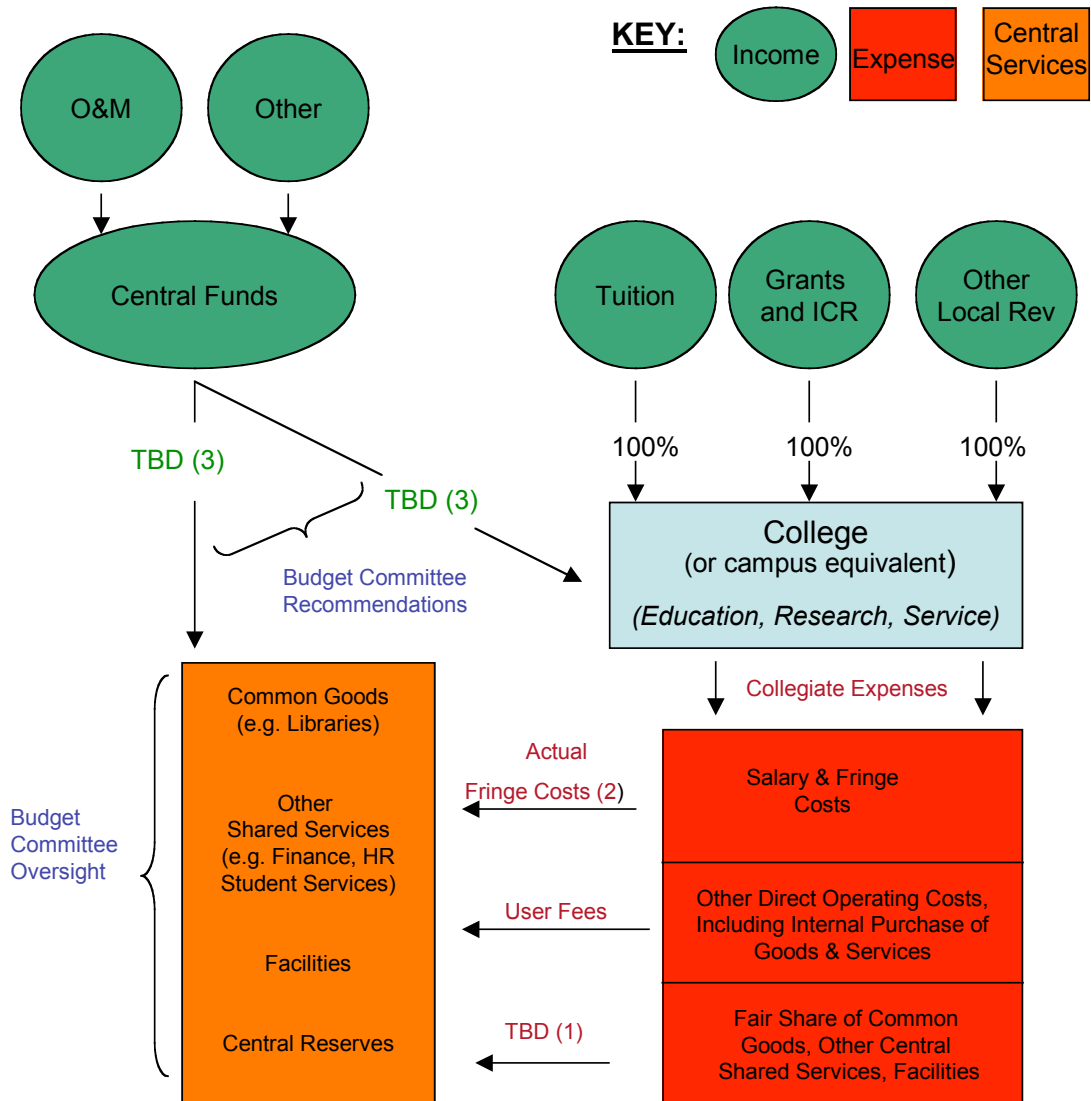 KEY:
Income
Expense
Central
Services
O&M
Other
Central Funds
Tuition
Grants
and ICR
Other
Local Rev
100%
100%
100%
TBD (3)
TBD (3)
Budget Committee
Recommendations
College
(or campus equivalent)
(Education, Research, Service)
Collegiate Expenses
Budget
Committee
Oversight
Common Goods
(e.g. Libraries)
Other
Shared Services
(e.g. Finance, HR
Student Services)
Facilities
Central Reserves
Actual
Fringe Costs (2)
User Fees
TBD (1)
Salary & Fringe
Costs
Other Direct Operating Costs,
Including Internal Purchase of
Goods & Services
Fair Share of Common
Goods, Other Central
Shared Services, Facilities